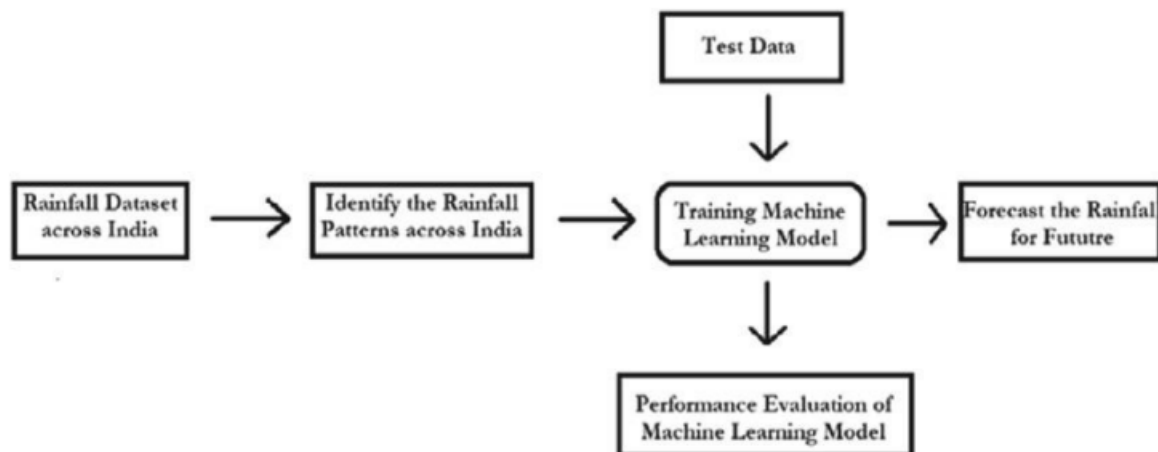 Test Data
Rainfall Dataset
across India
Identify the Rainfall
Patterns across India
Training Machine
Learning Model
Forecast the Rainfal
for Fututre
Performance Evaluation of
Machine Learning Model